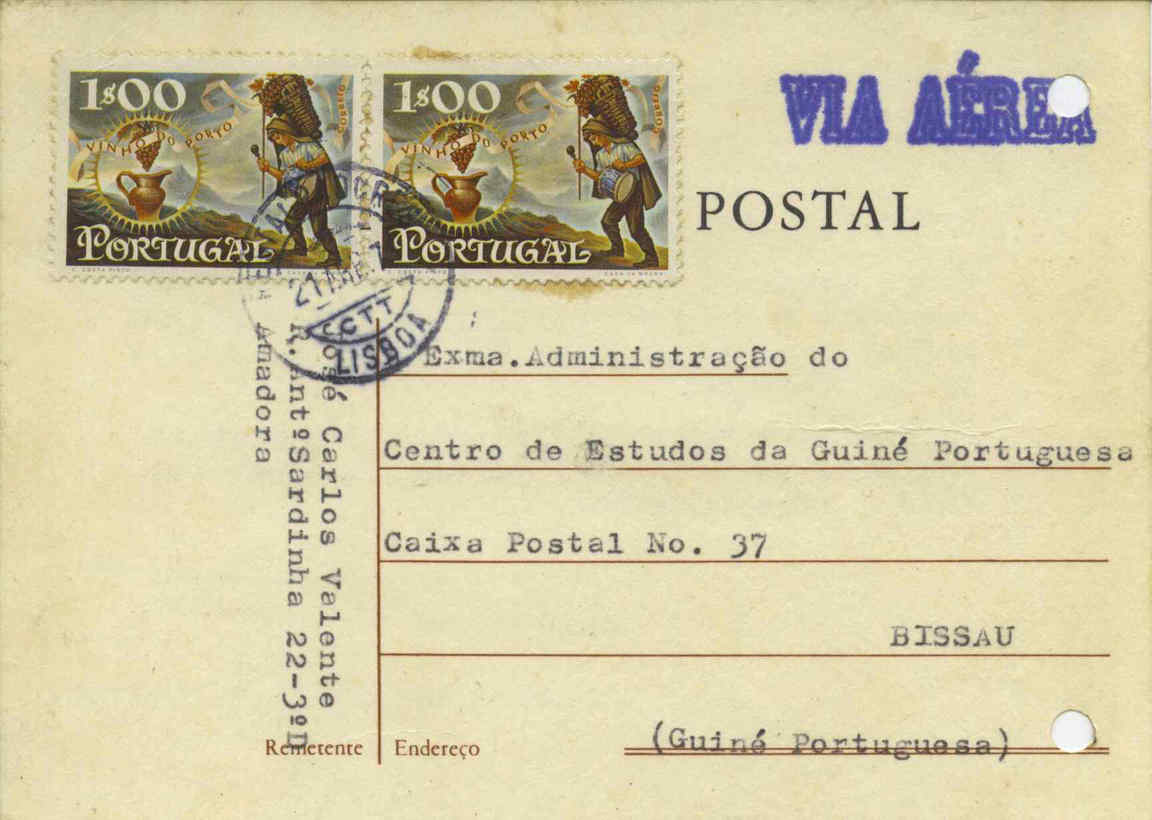 1$00
VINHO DO PORTO
PORTUGAL
1$00
VINHO DO PORTO
PORTUGAL
VIA AÉREA
POSTAL
CTT
LISBOA
Exma.Administração do
Centro de Estudos da Guiné Portuguesa
Caixa Postal No. 37
BISSAU
(Guiné Portuguesa)
José Carlos Valente
R. AntºSardinha 22-3ºD
Amadora
Remetente
Endereço